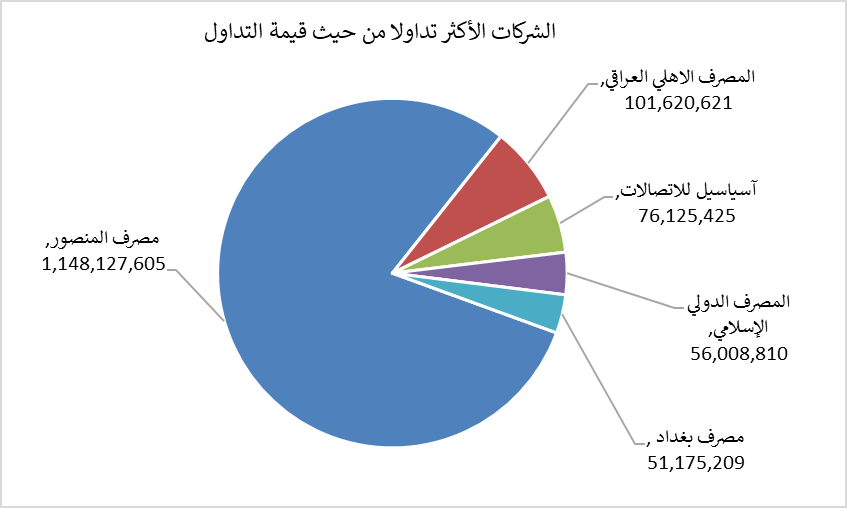 الشركات الأكثر تداولا من حيث قيمة التداول
المصرف الاهلي العراقي,
101,620,621
آسياسيل للاتصالات,
76,125,425
المصرف الدولي
الإسلامي,
56,008,810
مصرف بغداد ,
51,175,209
مصرف المنصور,
1,148,127,605